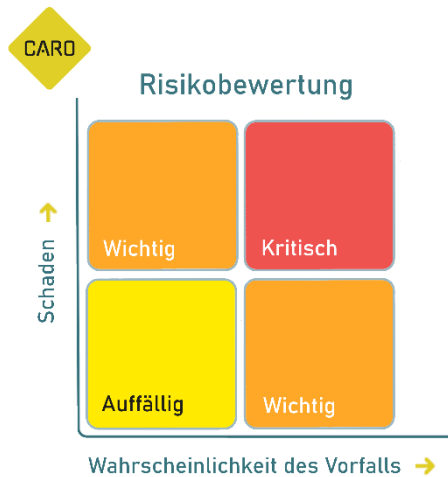 CARO
Risikobewertung
Schaden
Wichtig
Kritisch
Auffällig
Wichtig
Wahrscheinlichkeit des Vorfalls